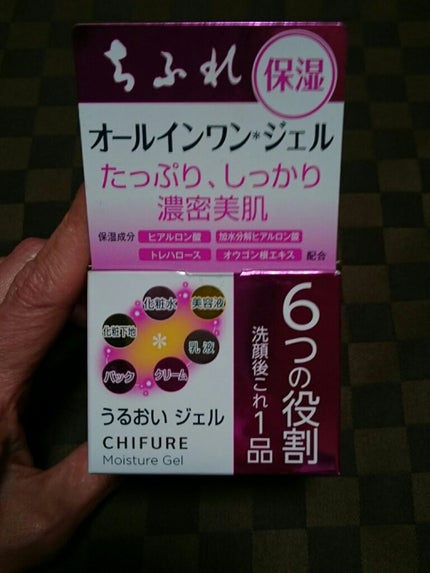 ちふれ
保湿
オールインワン*ジェル
たっぷり、しっかり
濃密美肌
保湿成分 ヒアルロン酸 加水分解ヒアルロン酸
トレハロース オウゴン根エキス 配合
化粧水 美容液
化粧下地 乳液
パック クリーム
*
うるおい ジェル
CHIFURE
Moisture Gel
6つの役割
洗顔後これ1品